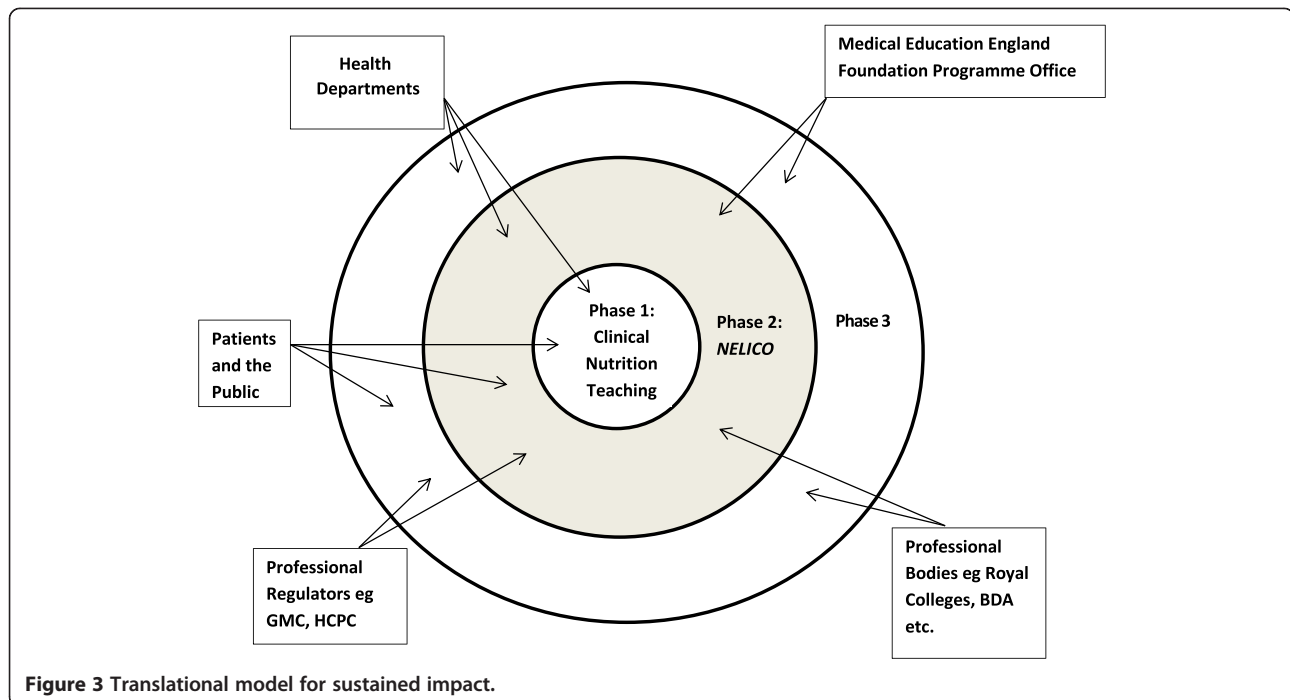 Health
Departments
Medical Education England
Foundation Programme Office
Phase 1:
Clinical
Nutrition
Teaching
Phase 2:
NELICO
Phase 3
Patients
and the
Public
Professional
Regulators eg
GMC, HCPC
Professional
Bodies eg Royal
Colleges, BDA
etc.
Figure 3 Translational model for sustained impact.